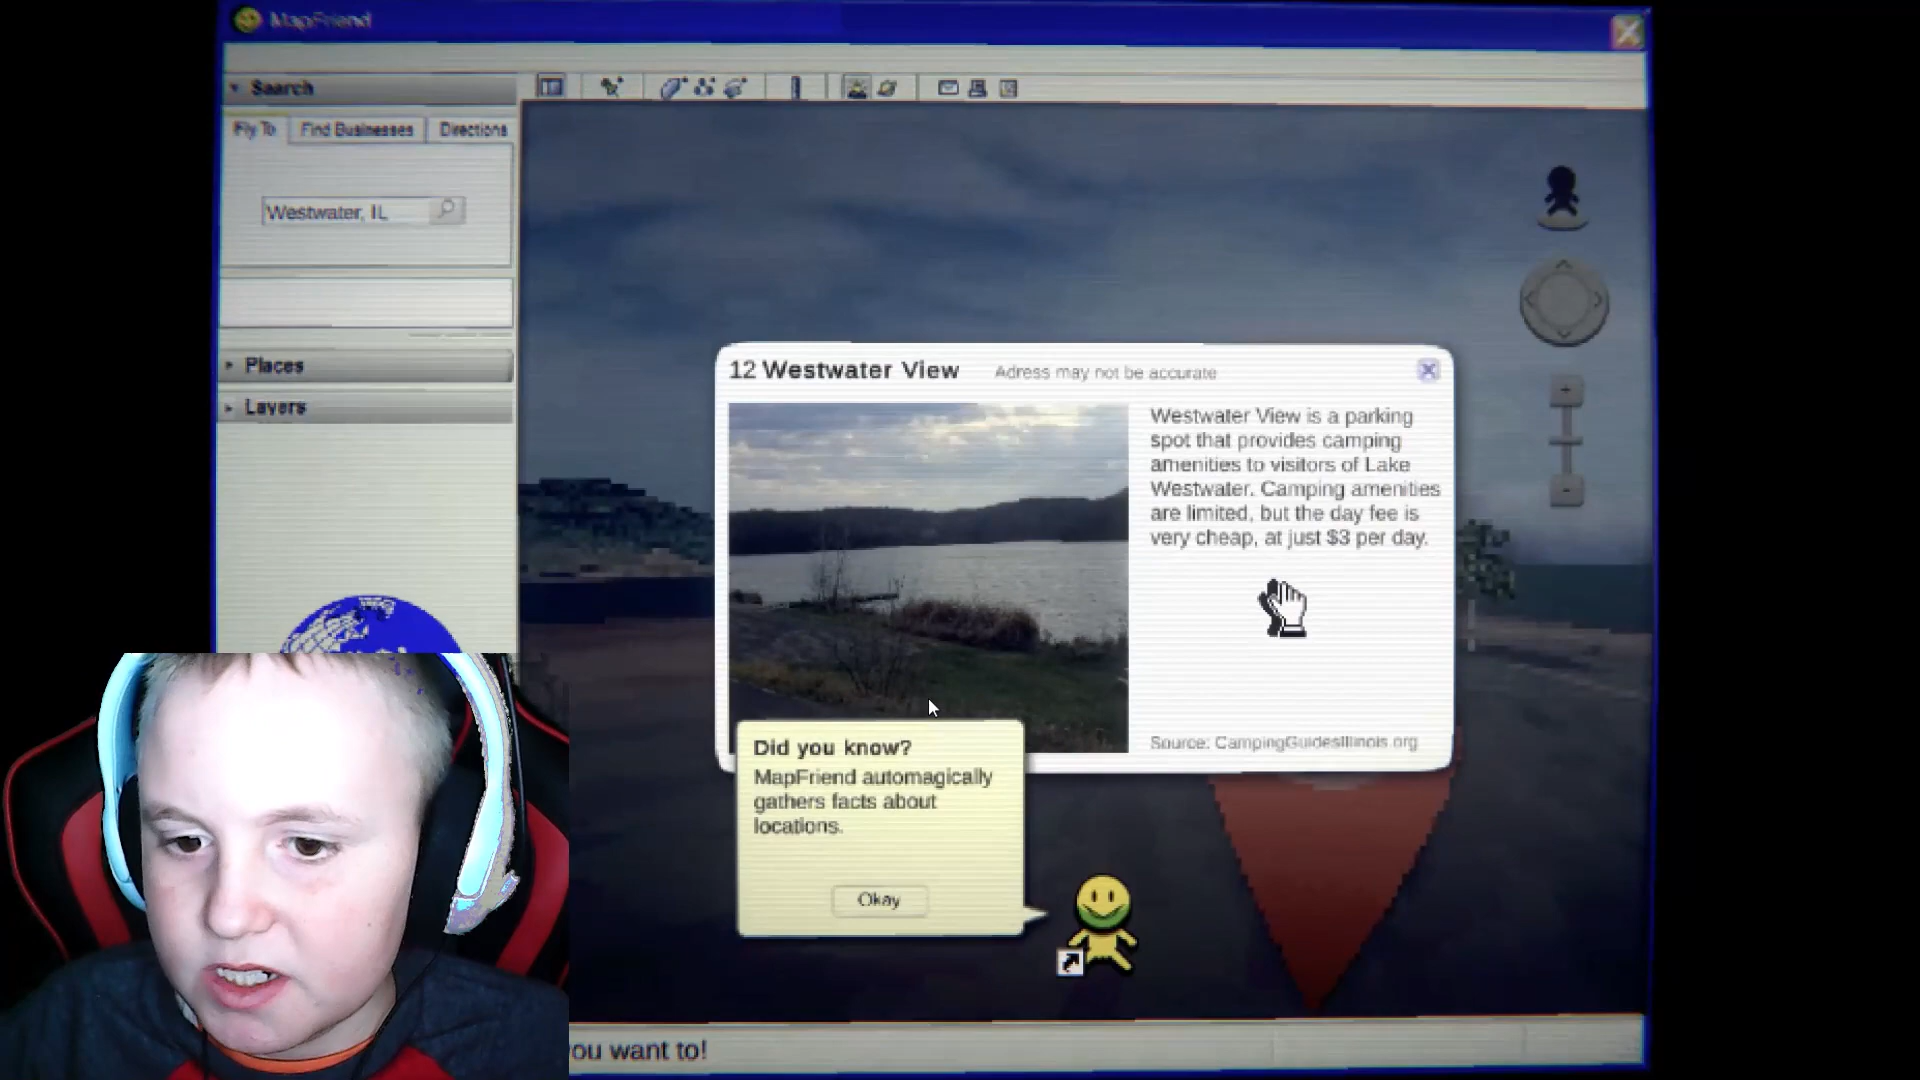 MapFriend
Search
Fly To
Find Businesses
Directions
Westwater, IL
Places
Layers
12 Westwater View
Adress may not be accurate
Westwater View is a parking
spot that provides camping
amenities to visitors of Lake
Westwater. Camping amenities
are limited, but the day fee is
very cheap, at just $3 per day.
Source: CampingGuidesIllinois.org
Did you know?
MapFriend automagically
gathers facts about
locations.
Okay
you want to!